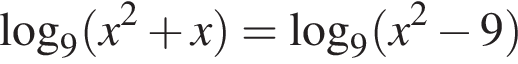 log₉(x² + x) = log₉(x² − 9)